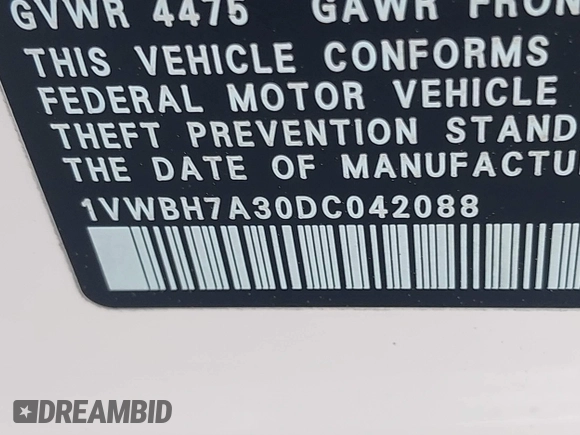 GVWR 4475 GAWR FRON
THIS VEHICLE CONFORMS
FEDERAL MOTOR VEHICLE
THEFT PREVENTION STAND
THE DATE OF MANUFACTU
1VWBH7A30DC042088
DREAMBID